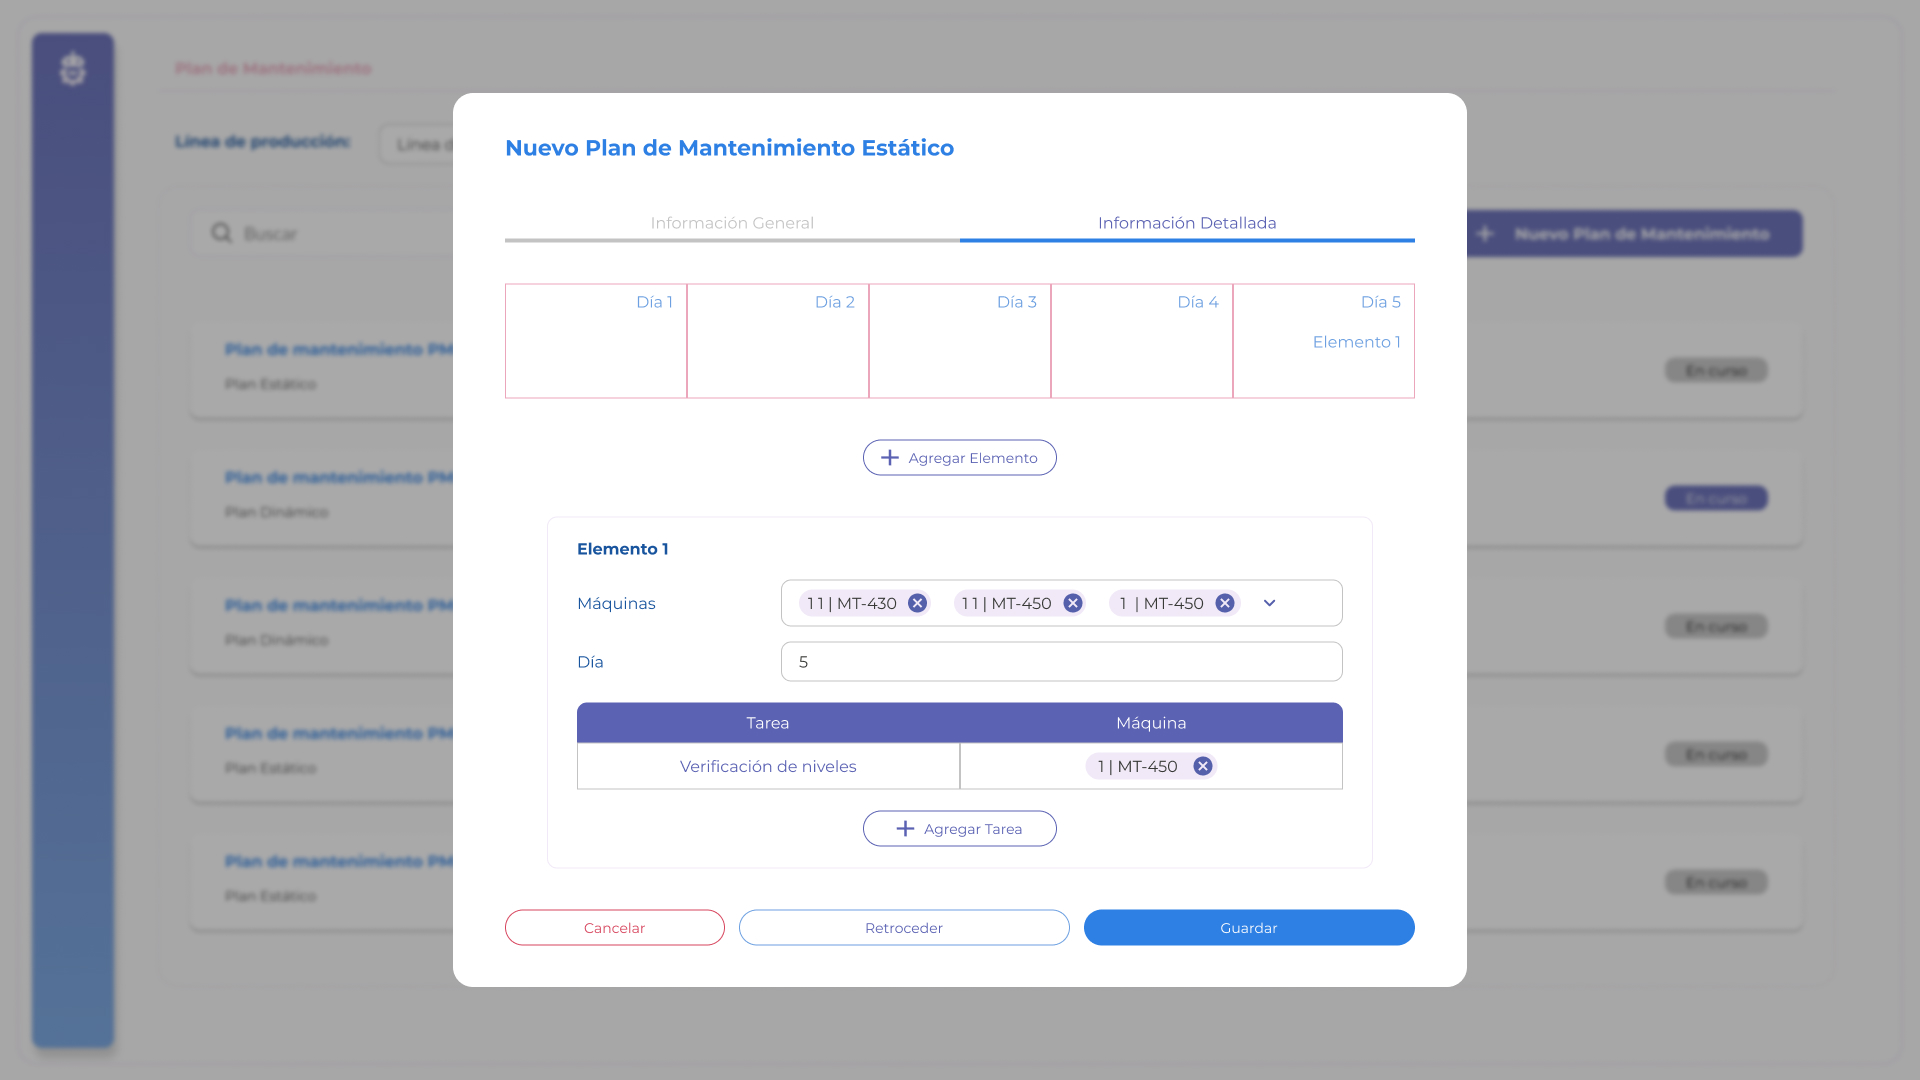 Plan de Mantenimiento
Línea de producción:
Línea d
Buscar
Nuevo Plan de Mantenimiento
Plan de mantenimiento PM
Plan Estático
En curso
Plan de mantenimiento PM
Plan Dinámico
En curso
Plan de mantenimiento PM
Plan Dinámico
En curso
Plan de mantenimiento PM
Plan Estático
En curso
Plan de mantenimiento PM
Plan Estático
En curso
Nuevo Plan de Mantenimiento Estático
Información General
Información Detallada
Día 1
Día 2
Día 3
Día 4
Día 5
Elemento 1
Agregar Elemento
Elemento 1
Máquinas
1 1 | MT-430
1 1 | MT-450
1 | MT-450
Día
5
Tarea
Máquina
Verificación de niveles
1 | MT-450
Agregar Tarea
Cancelar
Retroceder
Guardar